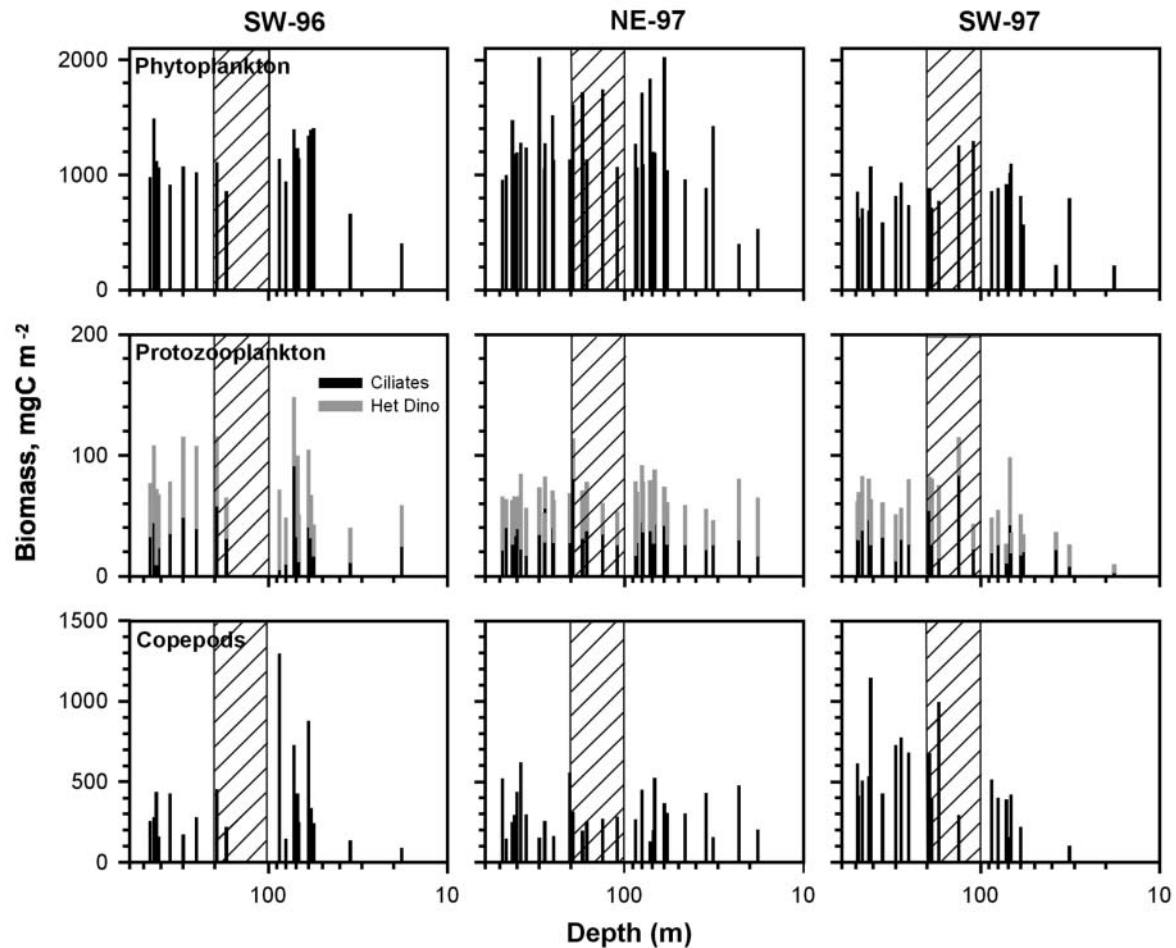 SW-96 NE-97 SW-97
Biomass, mgC m⁻²
2000
1000
0
Phytoplankton
200
100
0
Protozooplankton
Ciliates
Het Dino
1500
1000
500
0
Copepods
100 10 100 10 100 10
Depth (m)